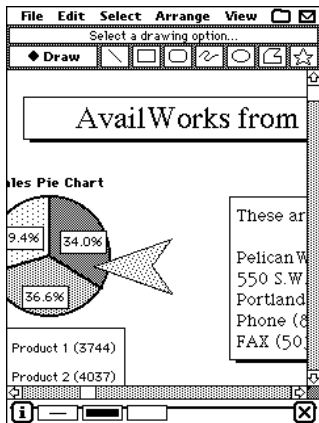 File Edit Select Arrange View
Select a drawing option...
Draw
AvailWorks from
ales Pie Chart
9.4%
34.0%
36.6%
Product 1 (3744)
Product 2 (4037)
These ar
Pelican W
550 S.W.
Portland
Phone (8
FAX (50
i